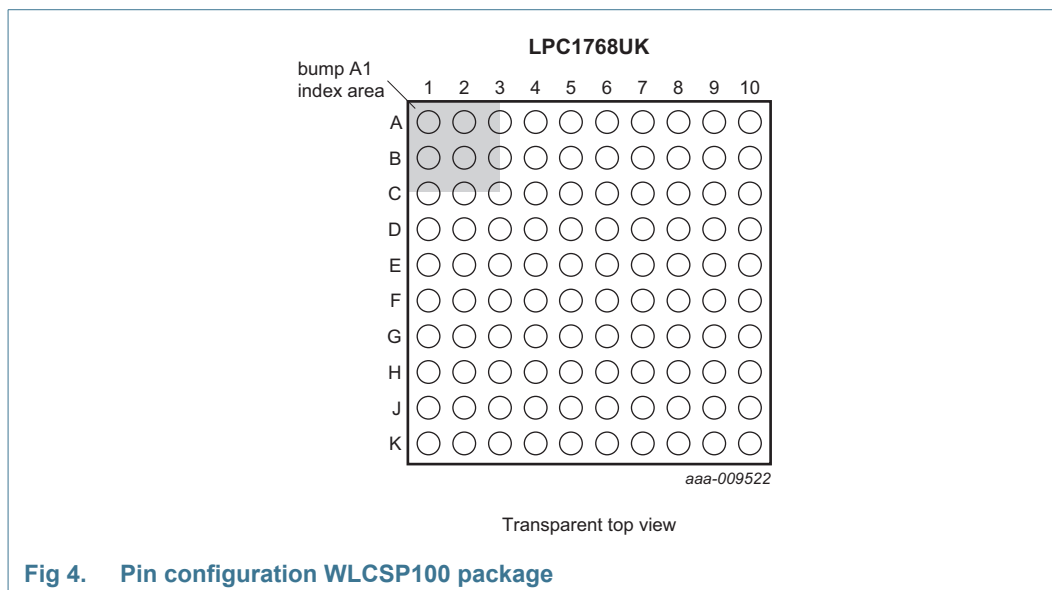 LPC1768UK
bump A1
index area
1 2 3 4 5 6 7 8 9 10
A
B
C
D
E
F
G
H
J
K
aaa-009522
Transparent top view
Fig 4. Pin configuration WLCSP100 package